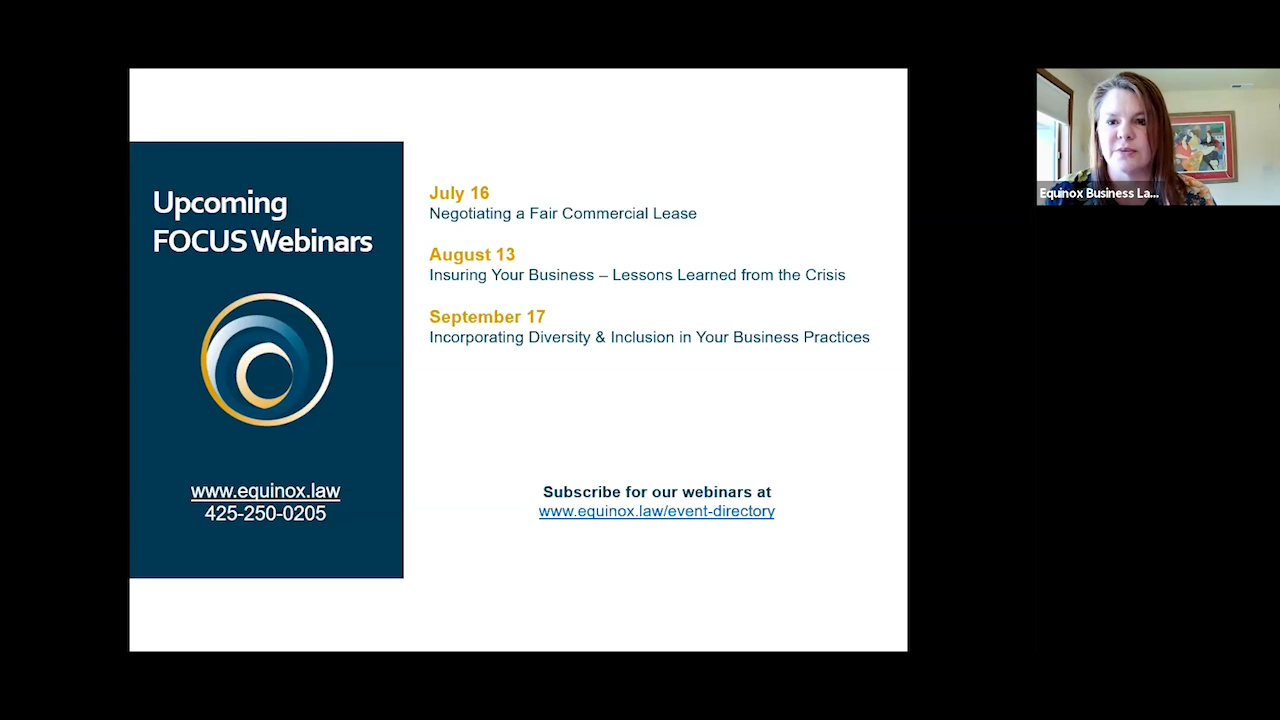 Upcoming
FOCUS Webinars
www.equinox.law
425-250-0205
July 16
Negotiating a Fair Commercial Lease
August 13
Insuring Your Business – Lessons Learned from the Crisis
September 17
Incorporating Diversity & Inclusion in Your Business Practices
Subscribe for our webinars at
www.equinox.law/event-directory
Equinox Business La...